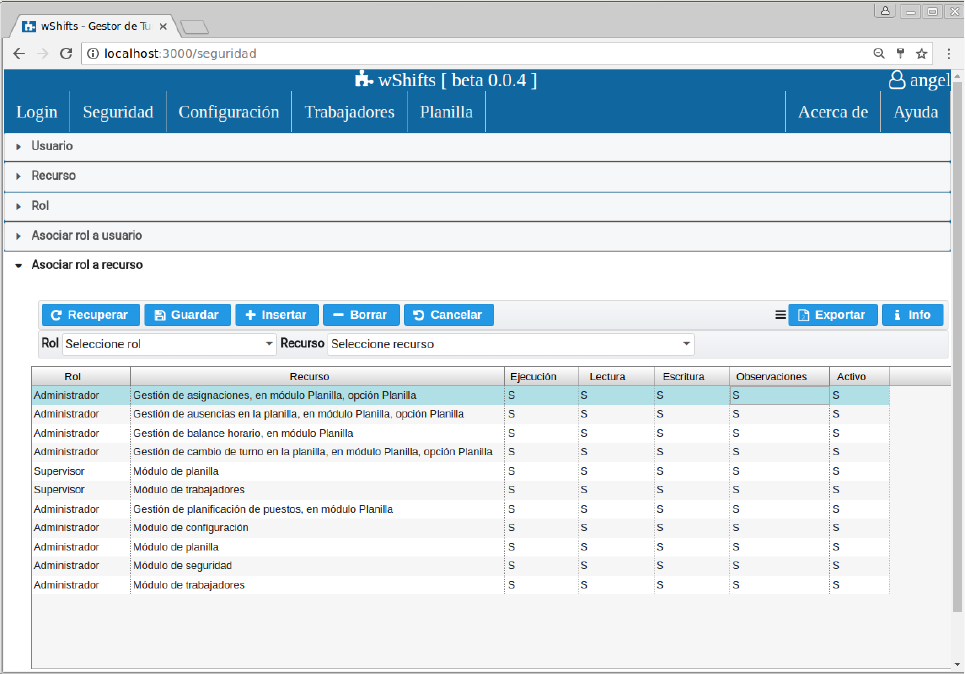 wShifts - Gestor de Tu
localhost:3000/seguridad
wShifts [ beta 0.0.4 ]
angel
Login Seguridad Configuración Trabajadores Planilla Acerca de Ayuda
Usuario
Recurso
Rol
Asociar rol a usuario
Asociar rol a recurso
Recuperar Guardar Insertar Borrar Cancelar Exportar Info
Rol Seleccione rol Recurso Seleccione recurso
Rol Recurso Ejecución Lectura Escritura Observaciones Activo
Administrador Gestión de asignaciones, en módulo Planilla, opción Planilla S S S S S
Administrador Gestión de ausencias en la planilla, en módulo Planilla, opción Planilla S S S S S
Administrador Gestión de balance horario, en módulo Planilla S S S S S
Administrador Gestión de cambio de turno en la planilla, en módulo Planilla, opción Planilla S S S S S
Supervisor Módulo de planilla S S S S S
Supervisor Módulo de trabajadores S S S S S
Administrador Gestión de planificación de puestos, en módulo Planilla S S S S S
Administrador Módulo de configuración S S S S S
Administrador Módulo de planilla S S S S S
Administrador Módulo de seguridad S S S S S
Administrador Módulo de trabajadores S S S S S